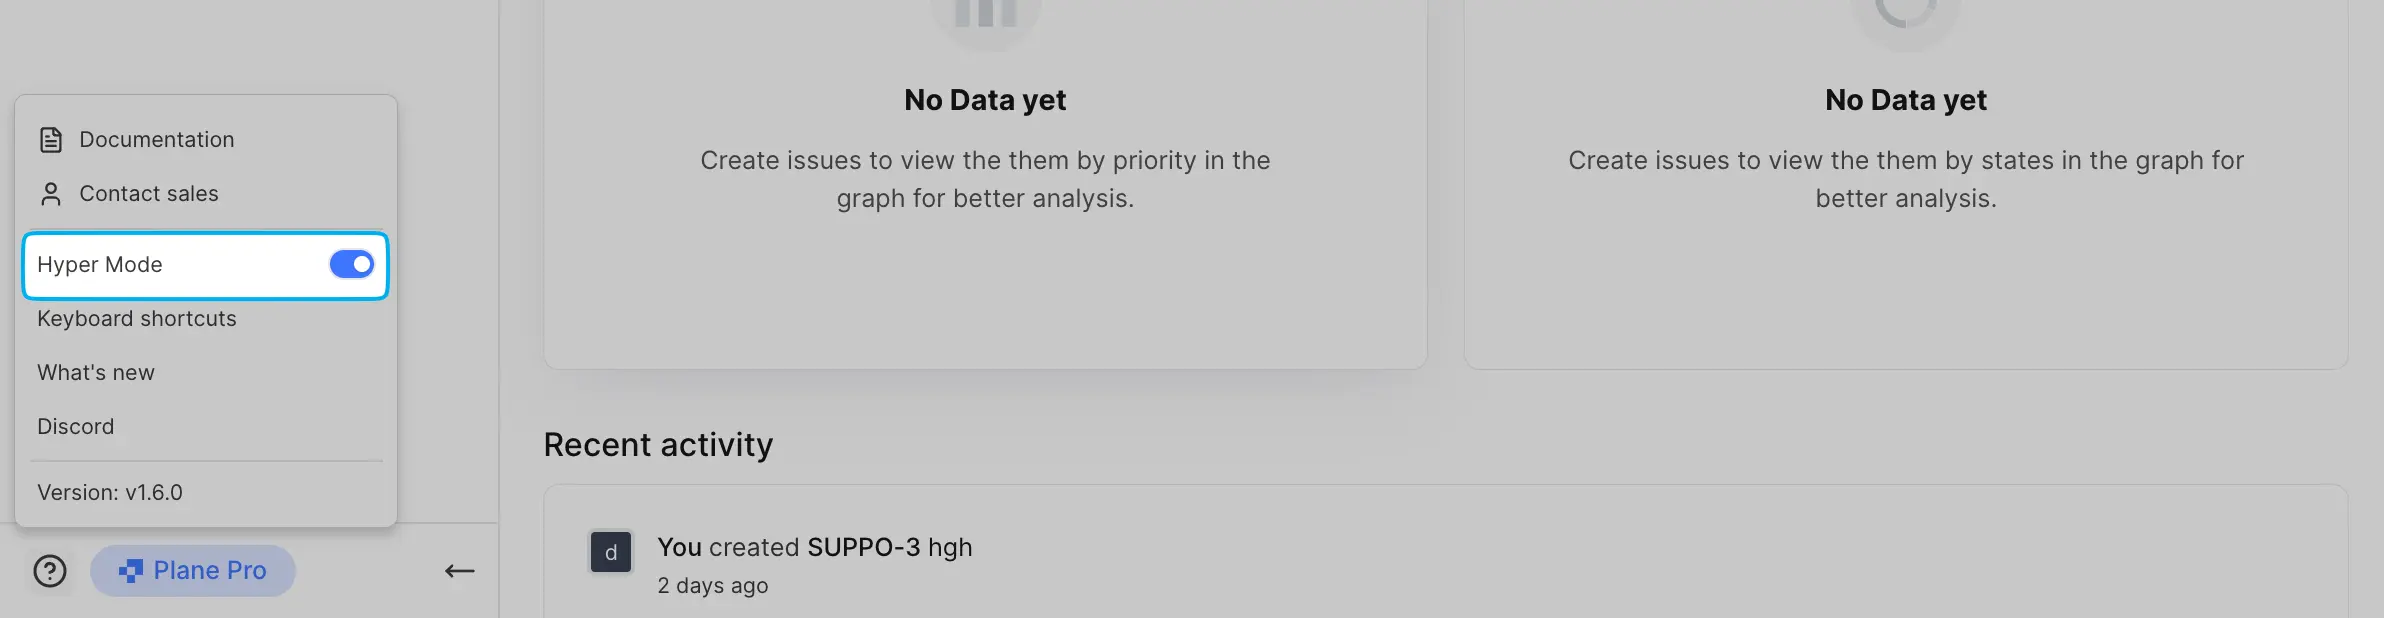 Documentation
Contact sales
Hyper Mode
Keyboard shortcuts
What's new
Discord
Version: v1.6.0
Plane Pro
No Data yet
Create issues to view the them by priority in the
graph for better analysis.
No Data yet
Create issues to view the them by states in the graph for
better analysis.
Recent activity
d
You created SUPPO-3 hgh
2 days ago